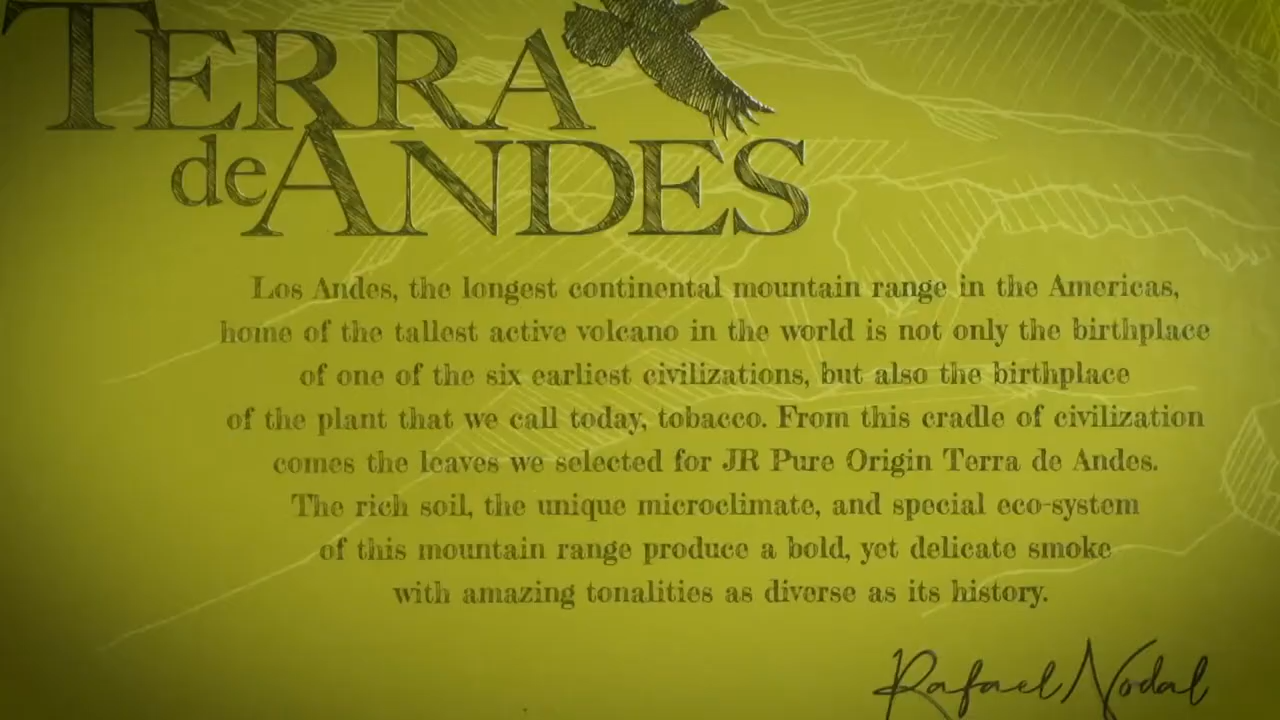 TERRA
de ANDES
Los Andes, the longest continental mountain range in the Americas,
home of the tallest active volcano in the world is not only the birthplace
of one of the six earliest civilizations, but also the birthplace
of the plant that we call today, tobacco. From this cradle of civilization
comes the leaves we selected for JR Pure Origin Terra de Andes.
The rich soil, the unique microclimate, and special eco-system
of this mountain range produce a bold, yet delicate smoke
with amazing tonalities as diverse as its history.
Rafael Nodal